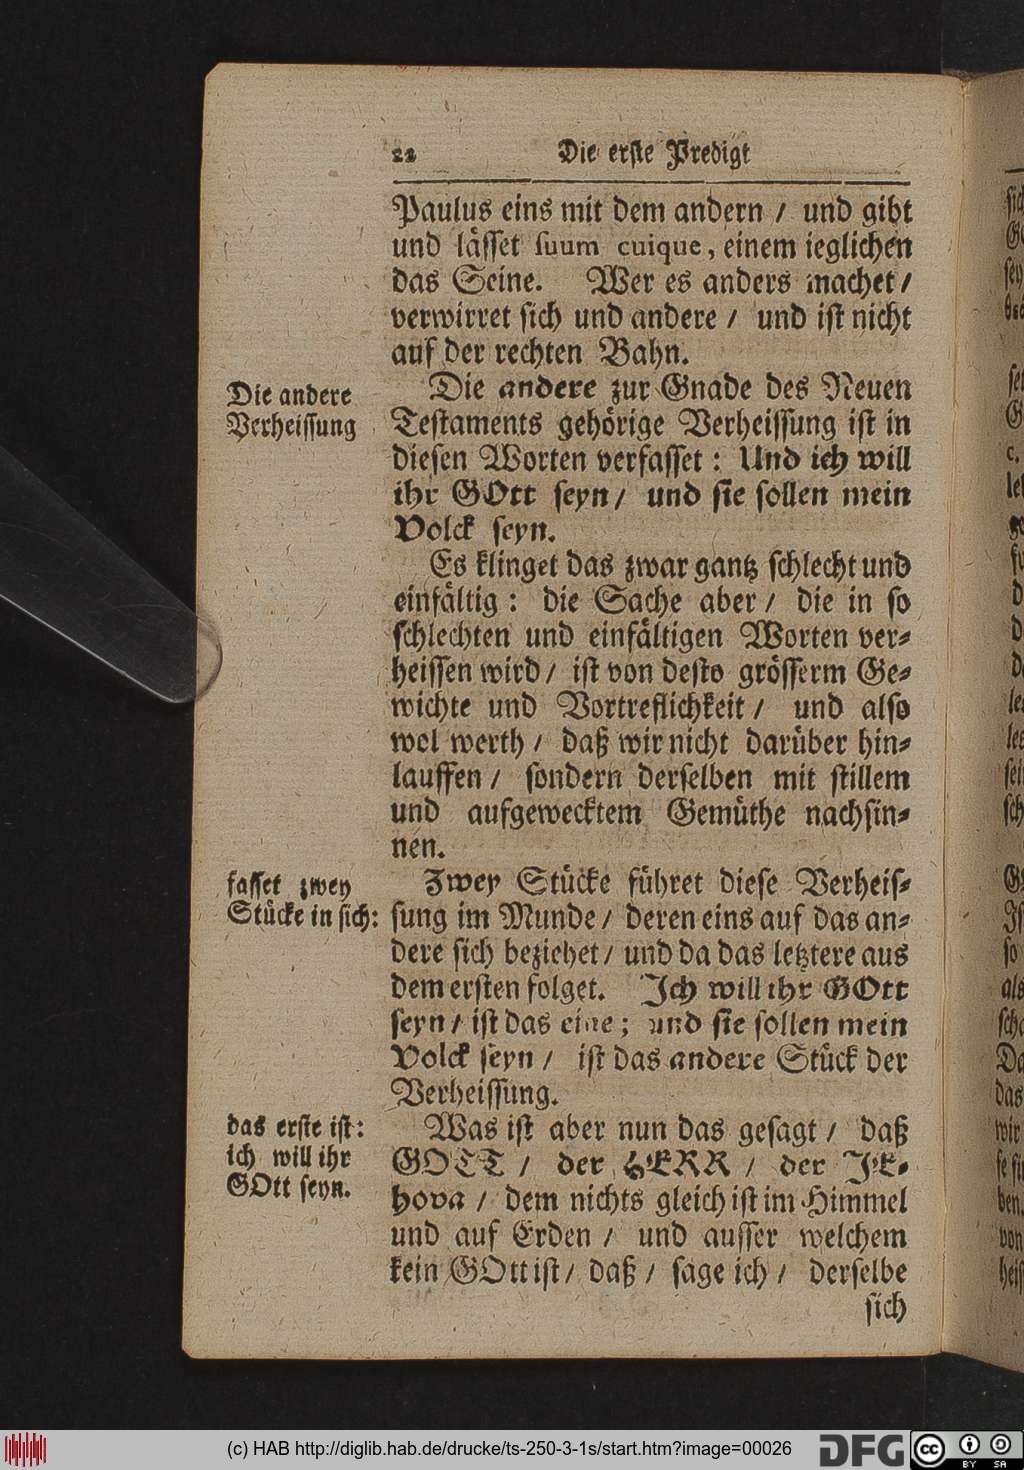 22 Die erste Predigt
Paulus eins mit dem andern / und gibt
und lässet suum cuique, einem ieglichen
das Seine. Wer es anders machet /
verwirret sich und andere / und ist nicht
auf der rechten Bahn.
Die andere
Verheissung
Die andere zur Gnade des Neuen
Testaments gehörige Verheissung ist in
diesen Worten verfasset: Und ich will
ihr GOtt seyn / und sie sollen mein
Volck seyn.
Es klinget das zwar gantz schlecht und
einfältig: die Sache aber / die in so
schlechten und einfältigen Worten ver-
heissen wird / ist von desto grösserm Ge-
wichte und Vortreflichkeit / und also
wol werth / daß wir nicht darüber hin-
lauffen / sondern derselben mit stillem
und aufgewecktem Gemüthe nachsin-
nen.
fasset zwey
Stücke in sich:
Zwey Stücke führet diese Verheis-
sung im Munde / deren eins auf das an-
dere sich beziehet / und da das letztere aus
dem ersten folget. Ich will ihr GOtt
seyn / ist das eine; und sie sollen mein
Volck seyn / ist das andere Stück der
Verheissung.
das erste ist:
ich will ihr
GOtt seyn.
Was ist aber nun das gesagt / daß
GOTT / der HERR / der JE-
hova / dem nichts gleich ist im Himmel
und auf Erden / und ausser welchem
kein GOtt ist / daß / sage ich / derselbe
sich
(c) HAB http://diglib.hab.de/drucke/ts-250-3-1s/start.htm?image=00026
DFG
cc
BY SA